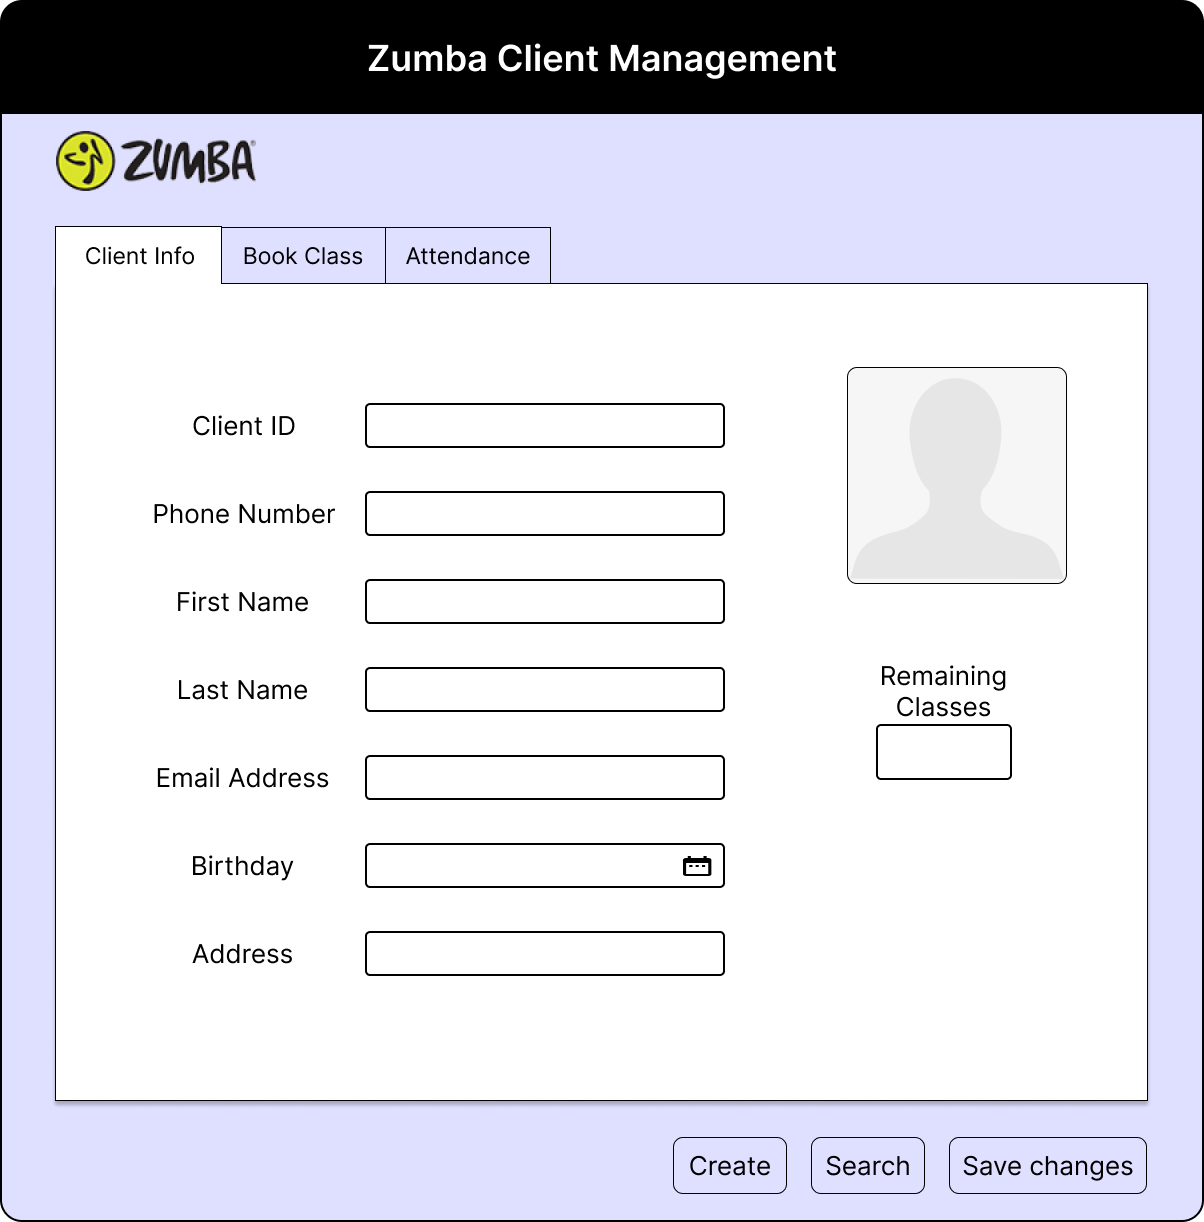 Zumba Client Management
ZUMBA®
Client Info
Book Class
Attendance
Client ID
Phone Number
First Name
Last Name
Email Address
Birthday
Address
Remaining
Classes
Create
Search
Save changes